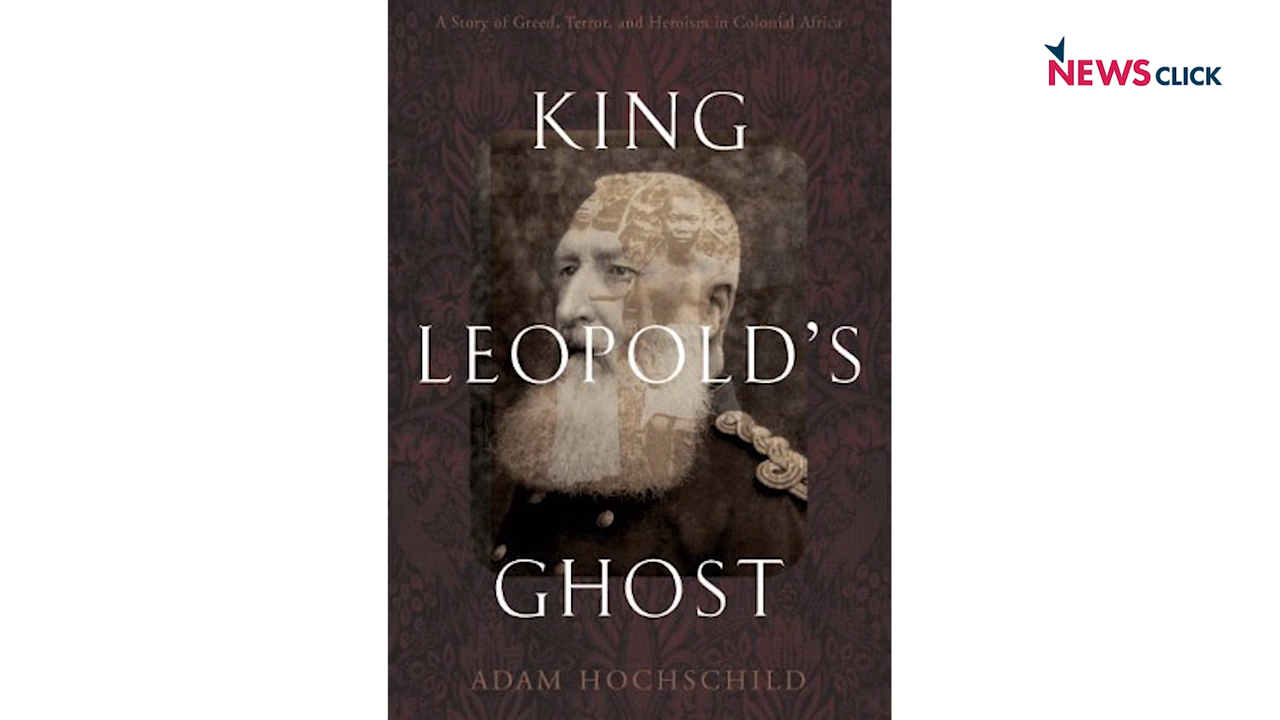 A Story of Greed, Terror, and Heroism in Colonial Africa
NEWS CLICK
KING
LEOPOLD'S
GHOST
ADAM HOCHSCHILD